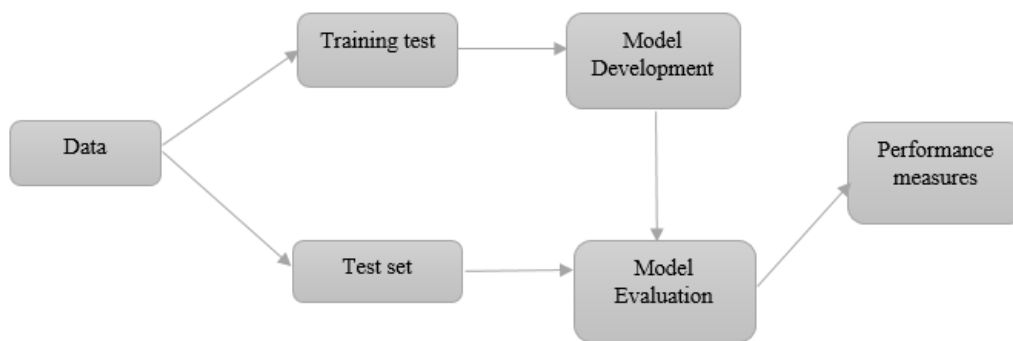 Training test
Model
Development
Data
Performance
measures
Test set
Model
Evaluation